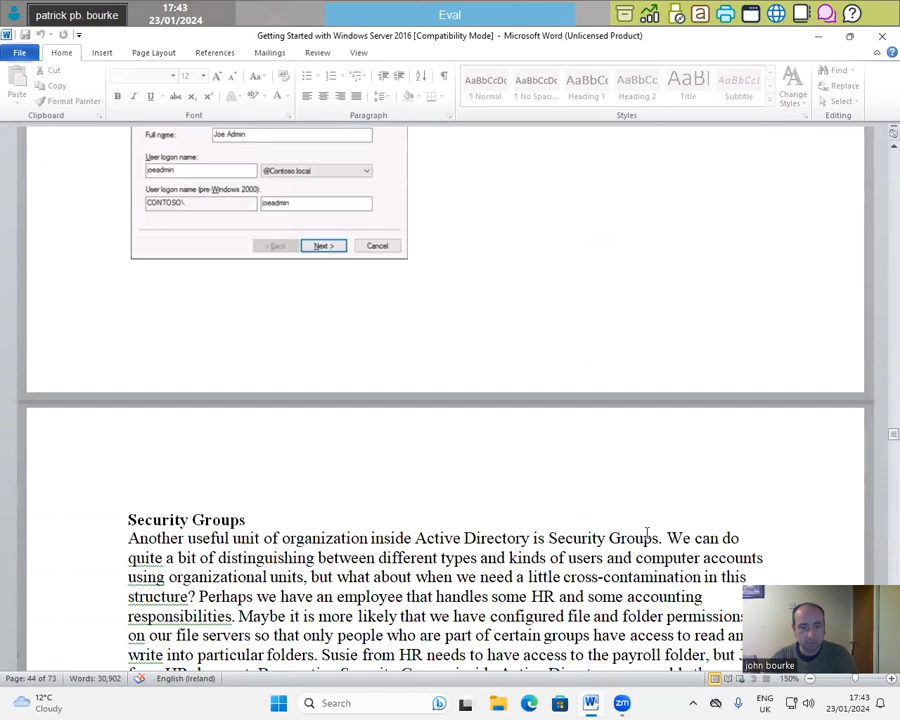 patrick pb. bourke
17:43
23/01/2024
Eval
Getting Started with Windows Server 2016 [Compatibility Mode] - Microsoft Word (Unlicensed Product)
File
Home
Insert
Page Layout
References
Mailings
Review
View
Paste
Cut
Copy
Format Painter
Clipboard
12
Font
Paragraph
AaBbCcDc
¶ Normal
AaBbCcDc
¶ No Spaci...
AaBbCc
Heading 1
AaBbCc
Heading 2
AaBl
Title
AaBbCcL
Subtitle
Styles
Change
Styles
Find
Replace
Select
Editing
Full name:
Joe Admin
User logon name:
joeadmin
@Contoso.local
User logon name (pre-Windows 2000):
CONTOSO\
joeadmin
< Back
Next >
Cancel
Security Groups
Another useful unit of organization inside Active Directory is Security Groups. We can do
quite a bit of distinguishing between different types and kinds of users and computer accounts
using organizational units, but what about when we need a little cross-contamination in this
structure? Perhaps we have an employee that handles some HR and some accounting
responsibilities. Maybe it is more likely that we have configured file and folder permissions
on our file servers so that only people who are part of certain groups have access to read an
write into particular folders. Susie from HR needs to have access to the payroll folder, but J
john bourke
Page: 44 of 73
Words: 30,902
English (Ireland)
150%
12°C
Cloudy
Search
ENG
UK
17:43
23/01/2024